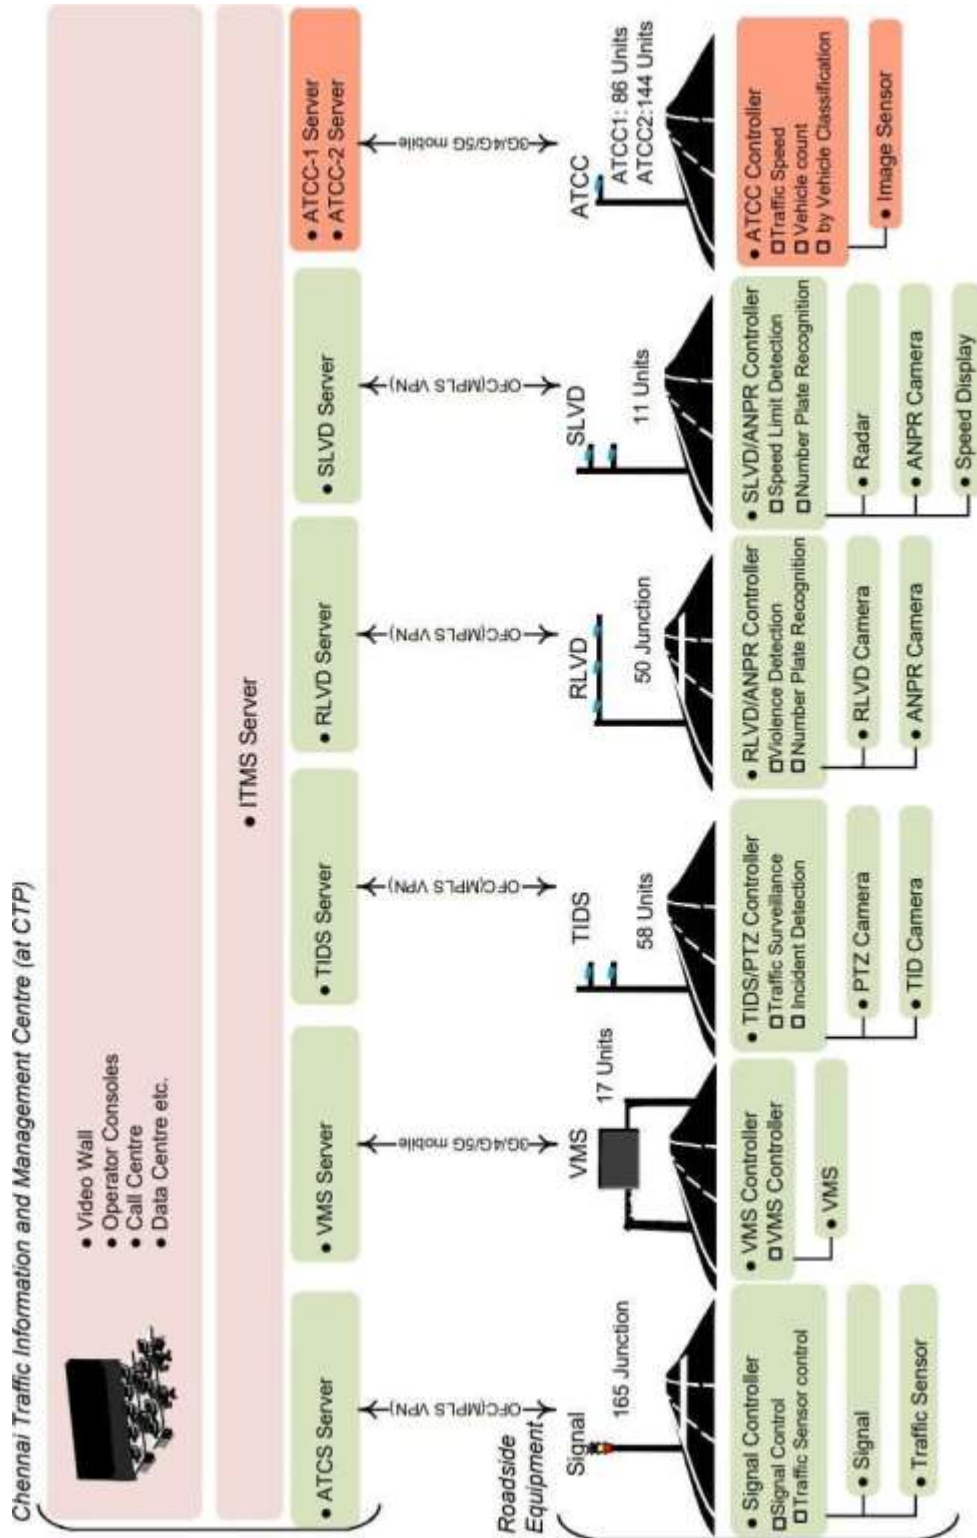 Chennai Traffic Information and Management Centre (at CTP)
● Video Wall
● Operator Consoles
● Call Centre
● Data Centre etc.
● ITMS Server
● ATCS Server
● VMS Server
● TIDS Server
● RLVD Server
● SLVD Server
● ATCC-1 Server
● ATCC-2 Server
OFC(MPLS VPN)
3G/4G/5G mobile
OFC(MPLS VPN)
OFC(MPLS VPN)
OFC(MPLS VPN)
3G/4G/5G mobile
Roadside
Equipment
Signal
165 Junction
VMS
17 Units
TIDS
58 Units
RLVD
50 Junction
SLVD
11 Units
ATCC
ATCC1: 86 Units
ATCC2:144 Units
● Signal Controller
□Signal Control
□Traffic Sensor control
● Signal
● Traffic Sensor
● VMS Controller
□VMS Controller
● VMS
● TIDS/PTZ Controller
□Traffic Surveillance
□Incident Detection
● PTZ Camera
● TID Camera
● RLVD/ANPR Controller
□Violence Detection
□Number Plate Recognition
● RLVD Camera
● ANPR Camera
● SLVD/ANPR Controller
□Speed Limit Detection
□Number Plate Recognition
● Radar
● ANPR Camera
● Speed Display
● ATCC Controller
□Traffic Speed
□ Vehicle count
□ by Vehicle Classification
● Image Sensor